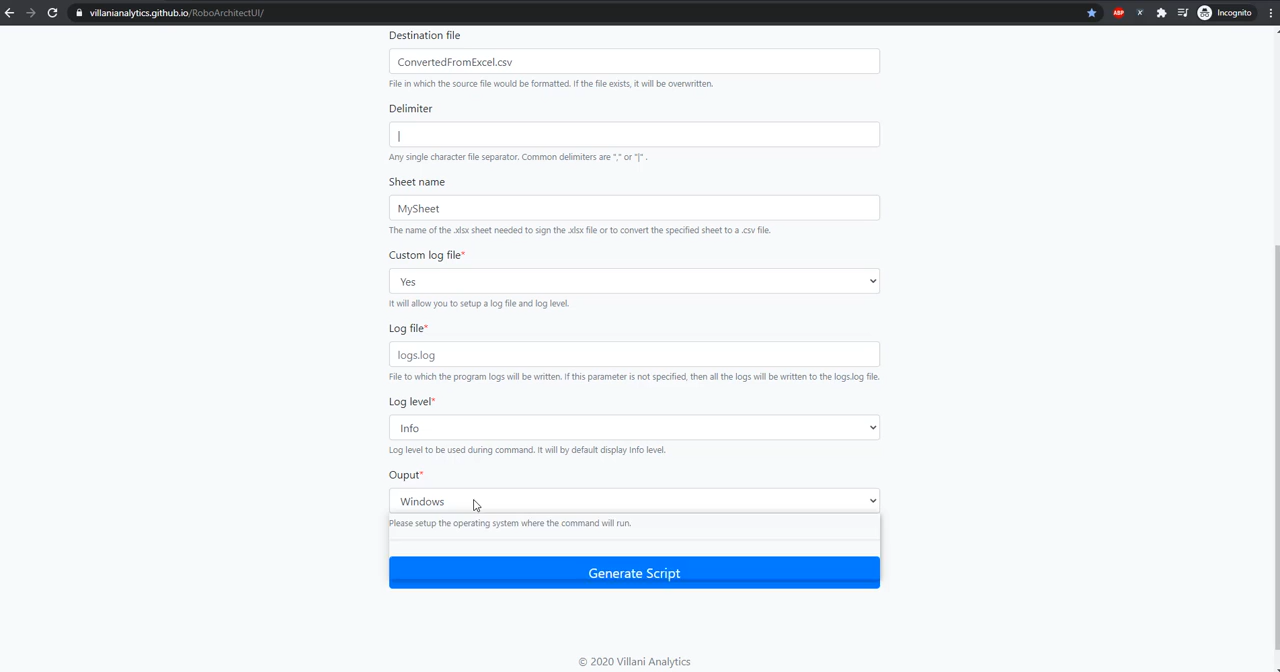 villanianalytics.github.io/RoboArchitectUI/
ABP
Incognito
Destination file
ConvertedFromExcel.csv
File in which the source file would be formatted. If the file exists, it will be overwritten.
Delimiter
|
Any single character file separator. Common delimiters are "," or "|" .
Sheet name
MySheet
The name of the .xlsx sheet needed to sign the .xlsx file or to convert the specified sheet to a .csv file.
Custom log file*
Yes
It will allow you to setup a log file and log level.
Log file*
logs.log
File to which the program logs will be written. If this parameter is not specified, then all the logs will be written to the logs.log file.
Log level*
Info
Log level to be used during command. It will by default display Info level.
Ouput*
Windows
Please setup the operating system where the command will run.
Generate Script
© 2020 Villani Analytics